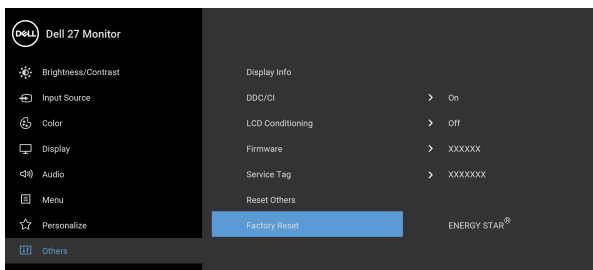 DELL Dell 27 Monitor
Brightness/Contrast Display Info
Input Source DDC/CI On
Color LCD Conditioning Off
Display Firmware XXXXXX
Audio Service Tag XXXXXXX
Menu Reset Others
Personalize Factory Reset ENERGY STAR®
Others